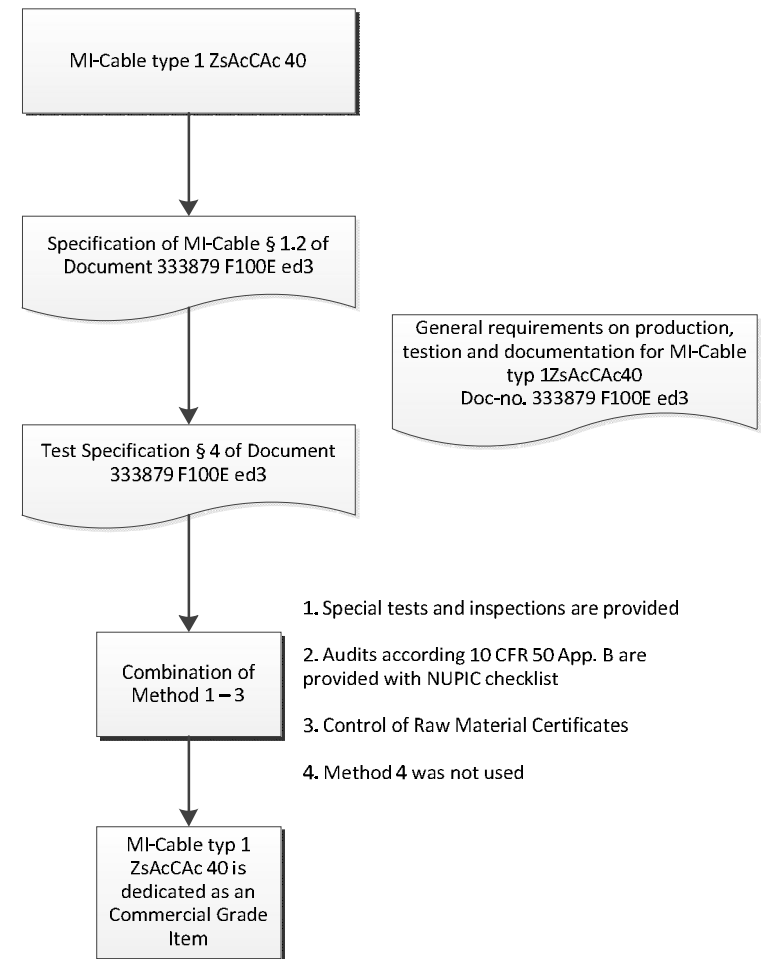 MI-Cable type 1 ZsAcCAc 40
Specification of MI-Cable § 1.2 of
Document 333879 F100E ed3
General requirements on production,
testion and documentation for MI-Cable
typ 1ZsAcCAc40
Doc-no. 333879 F100E ed3
Test Specification § 4 of Document
333879 F100E ed3
Combination of
Method 1 – 3
1. Special tests and inspections are provided
2. Audits according 10 CFR 50 App. B are
provided with NUPIC checklist
3. Control of Raw Material Certificates
4. Method 4 was not used
MI-Cable typ 1
ZsAcCAc 40 is
dedicated as an
Commercial Grade
Item